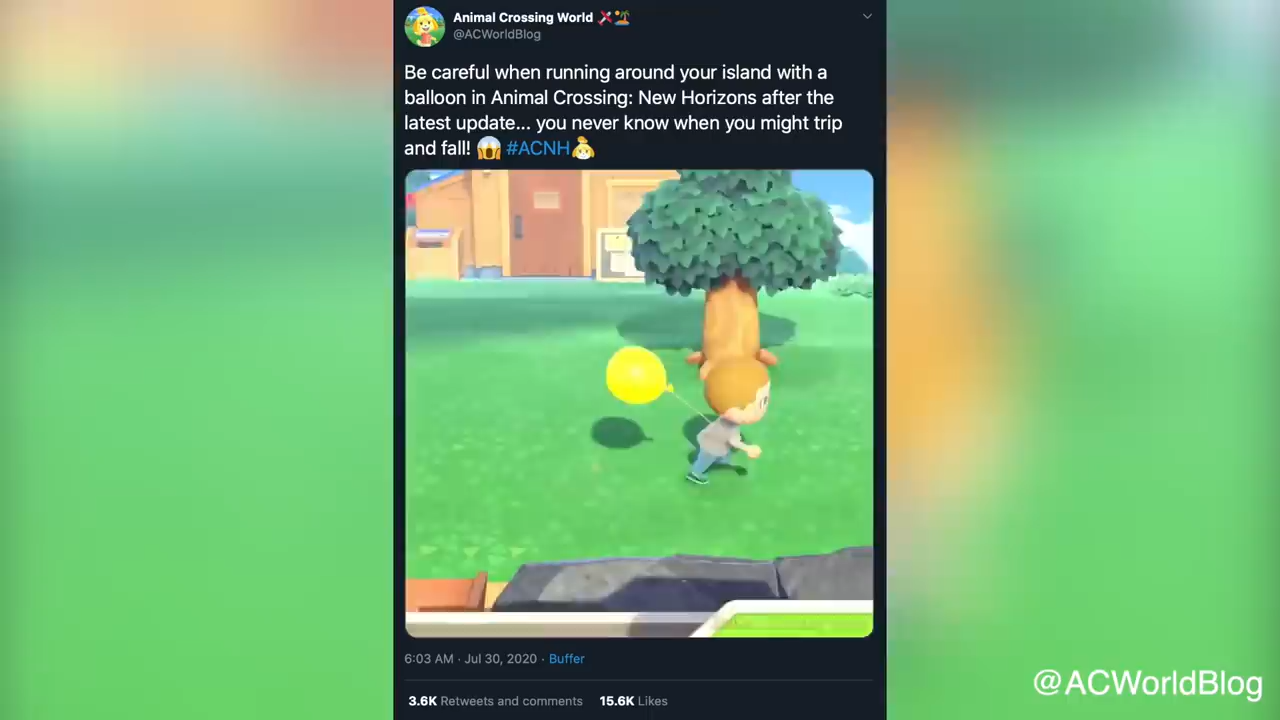 Animal Crossing World
@ACWorldBlog
Be careful when running around your island with a
balloon in Animal Crossing: New Horizons after the
latest update... you never know when you might trip
and fall! 😱 #ACNH
6:03 AM · Jul 30, 2020 · Buffer
3.6K Retweets and comments 15.6K Likes
@ACWorldBlog